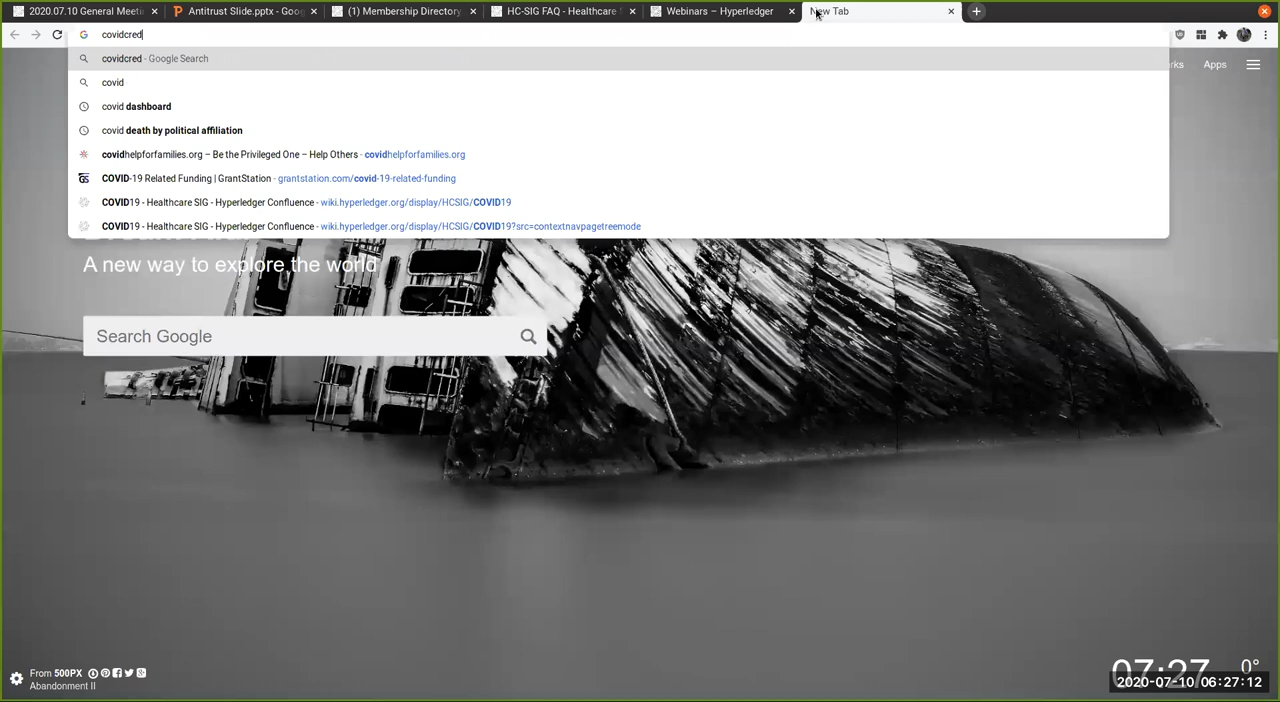 2020.07.10 General Meeti
Antitrust Slide.pptx - Goog
(1) Membership Directory
HC-SIG FAQ - Healthcare S
Webinars – Hyperledger
New Tab
covidcred
covidcred - Google Search
rks
Apps
covid
covid dashboard
covid death by political affiliation
covidhelpforfamilies.org – Be the Privileged One – Help Others - covidhelpforfamilies.org
COVID-19 Related Funding | GrantStation - grantstation.com/covid-19-related-funding
COVID19 - Healthcare SIG - Hyperledger Confluence - wiki.hyperledger.org/display/HCSIG/COVID19
COVID19 - Healthcare SIG - Hyperledger Confluence - wiki.hyperledger.org/display/HCSIG/COVID19?src=contextnavpagetreemode
A new way to explore the world
Search Google
From 500PX
Abandonment II
07:27
0°
2020-07-10 06:27:12